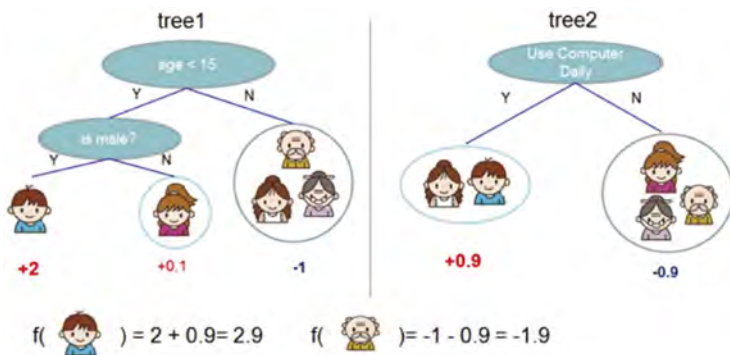 tree1
age < 15
Y
N
is male?
Y
N
+2
+0.1
-1
tree2
Use Computer
Daily
Y
N
+0.9
-0.9
f( ) = 2 + 0.9= 2.9
f( )= -1 - 0.9 = -1.9